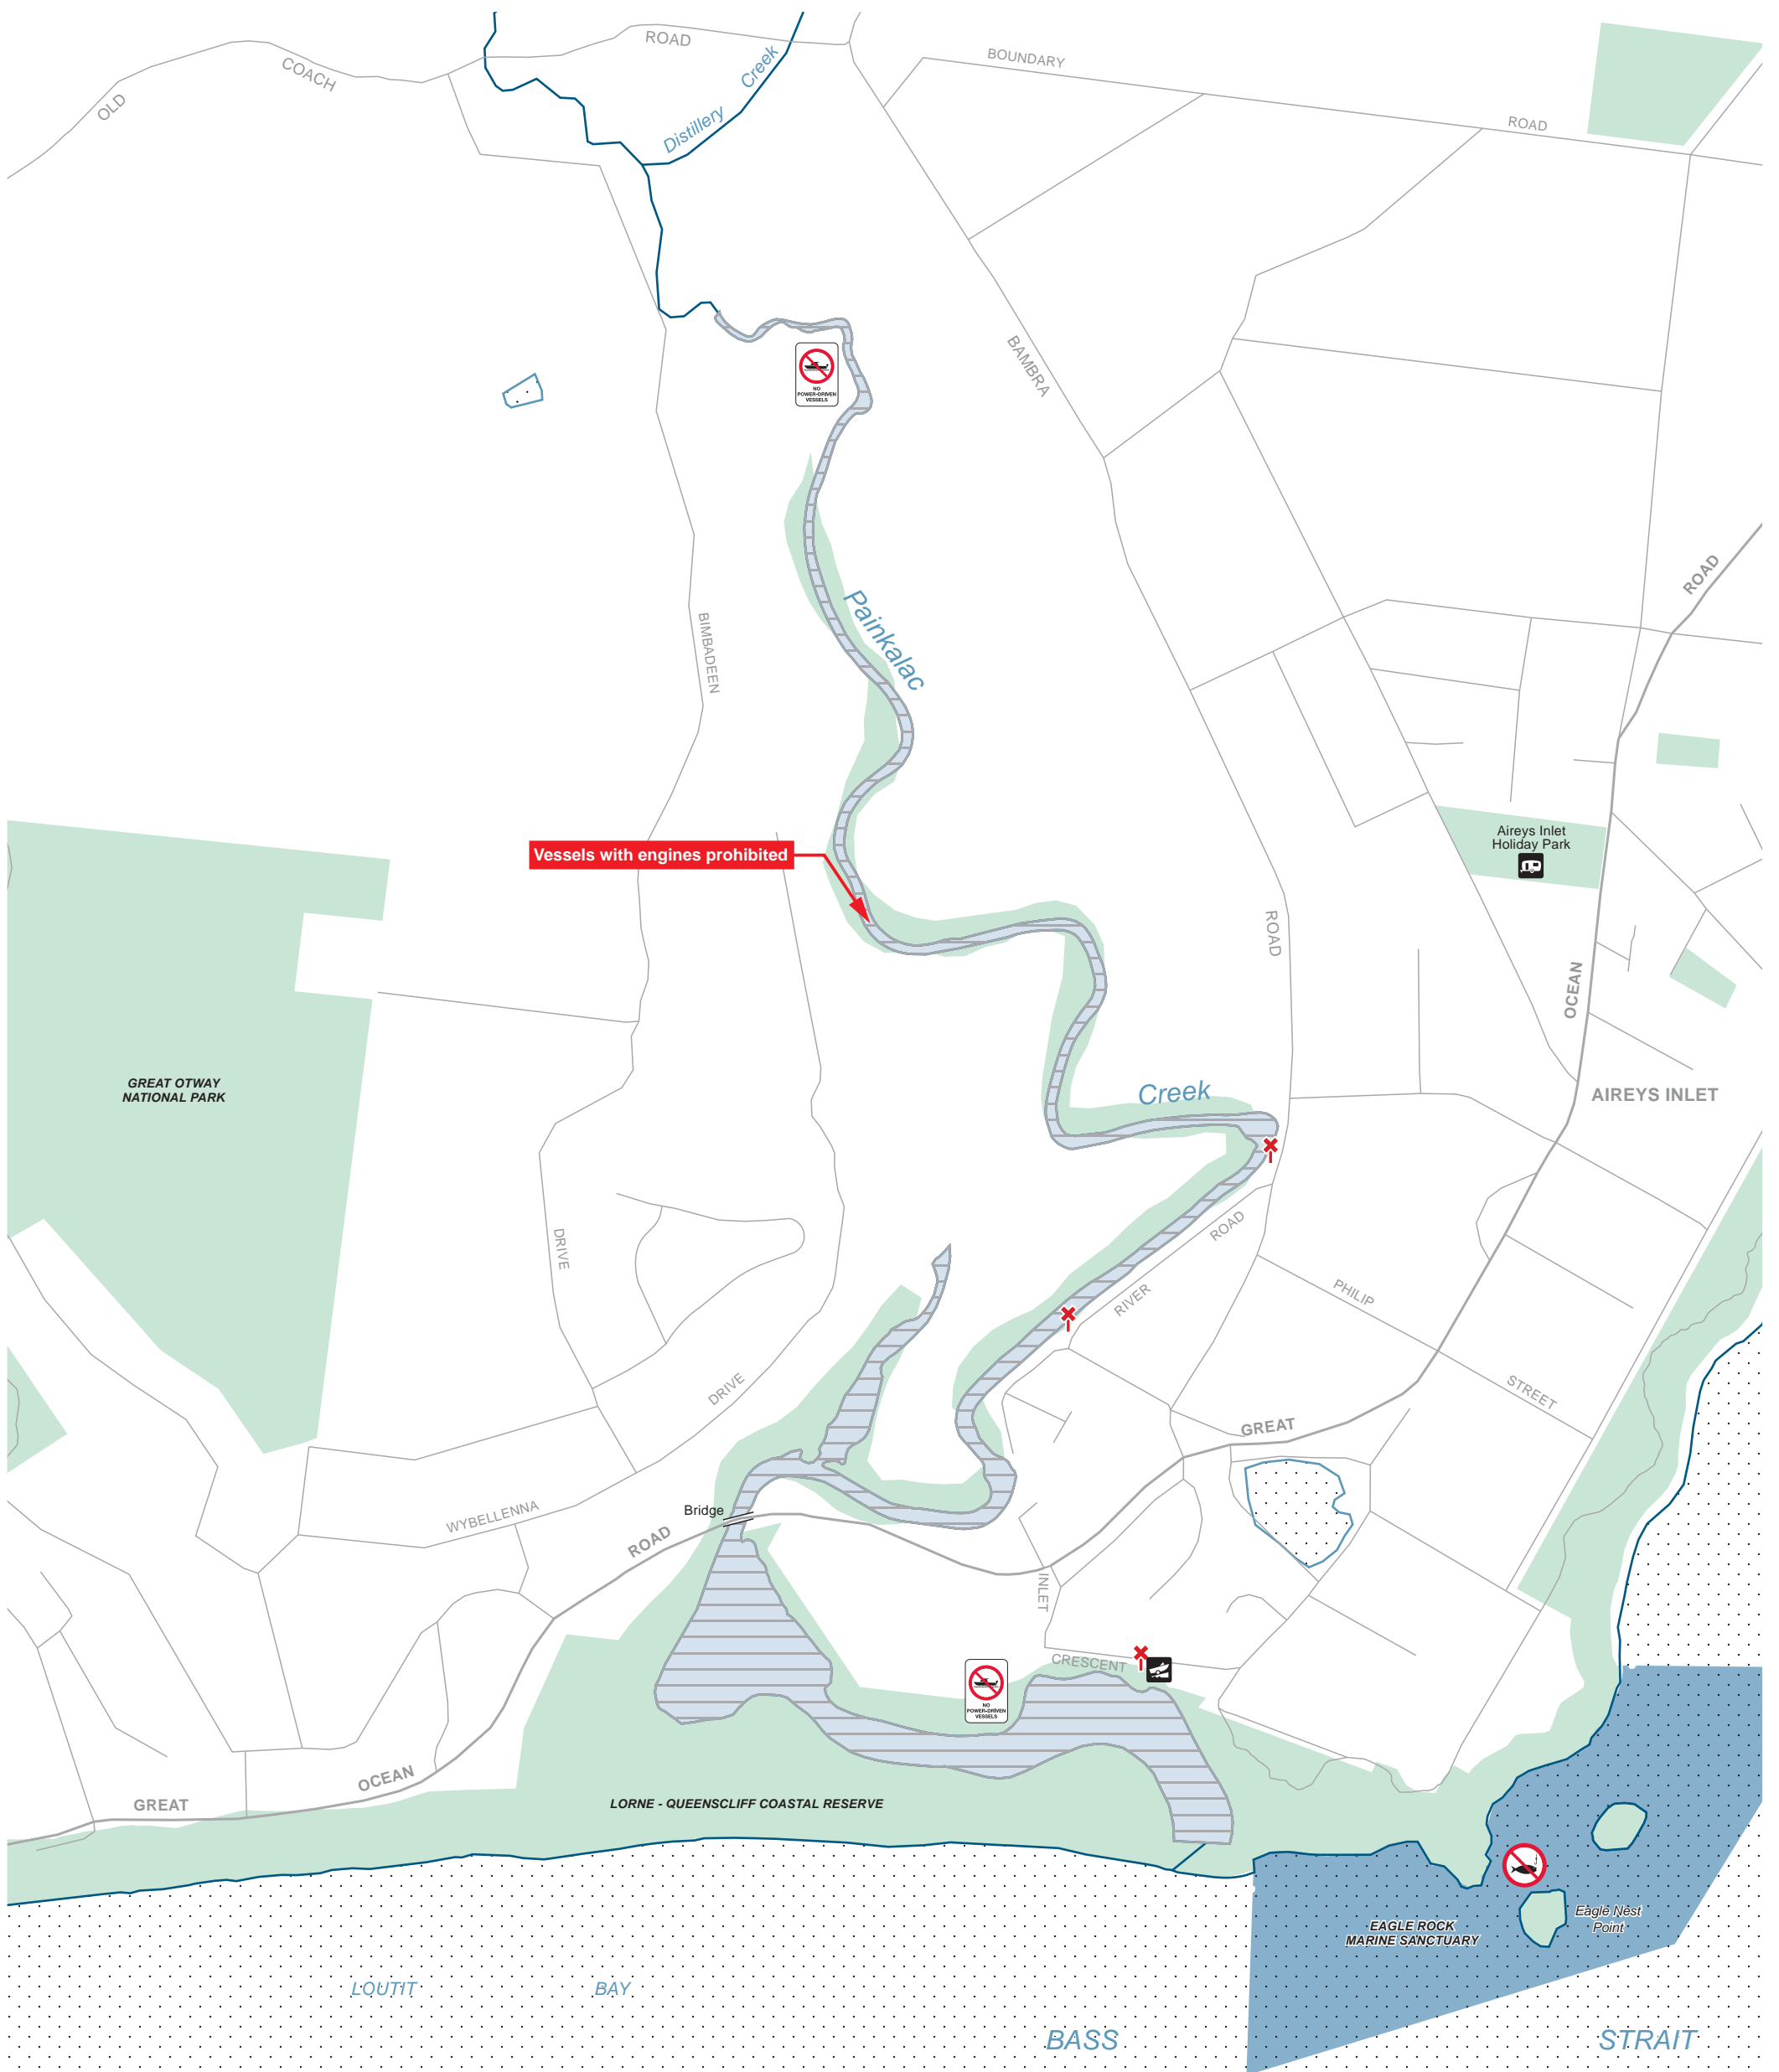 ROAD
COACH
OLD
Distillery Creek
BOUNDARY
ROAD
NO
POWER-DRIVEN
VESSELS
BAMBRA
ROAD
Painkalac
BIMBADEEN
Aireys Inlet
Holiday Park
Vessels with engines prohibited
ROAD
OCEAN
GREAT OTWAY
NATIONAL PARK
Creek
AIREYS INLET
DRIVE
ROAD
RIVER
PHILIP
STREET
DRIVE
GREAT
WYBELLENNA
Bridge
ROAD
INLET
CRESCENT
NO
POWER-DRIVEN
VESSELS
OCEAN
GREAT
LORNE - QUEENSCLIFF COASTAL RESERVE
Eagle Nest
Point
EAGLE ROCK
MARINE SANCTUARY
LOUTIT BAY
BASS STRAIT